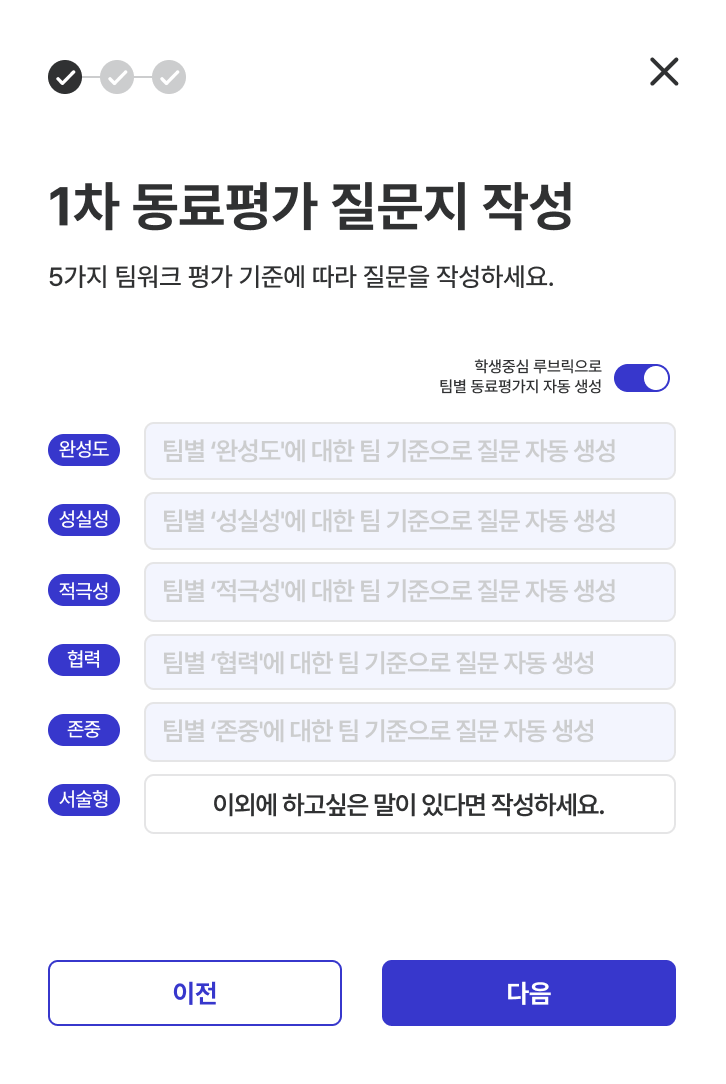 1차 동료평가 질문지 작성
5가지 팀워크 평가 기준에 따라 질문을 작성하세요.
학생중심 루브릭으로
팀별 동료평가지 자동 생성
완성도 팀별 ‘완성도'에 대한 팀 기준으로 질문 자동 생성
성실성 팀별 ‘성실성'에 대한 팀 기준으로 질문 자동 생성
적극성 팀별 ‘적극성'에 대한 팀 기준으로 질문 자동 생성
협력 팀별 ‘협력'에 대한 팀 기준으로 질문 자동 생성
존중 팀별 ‘존중'에 대한 팀 기준으로 질문 자동 생성
서술형 이외에 하고싶은 말이 있다면 작성하세요.
이전 다음